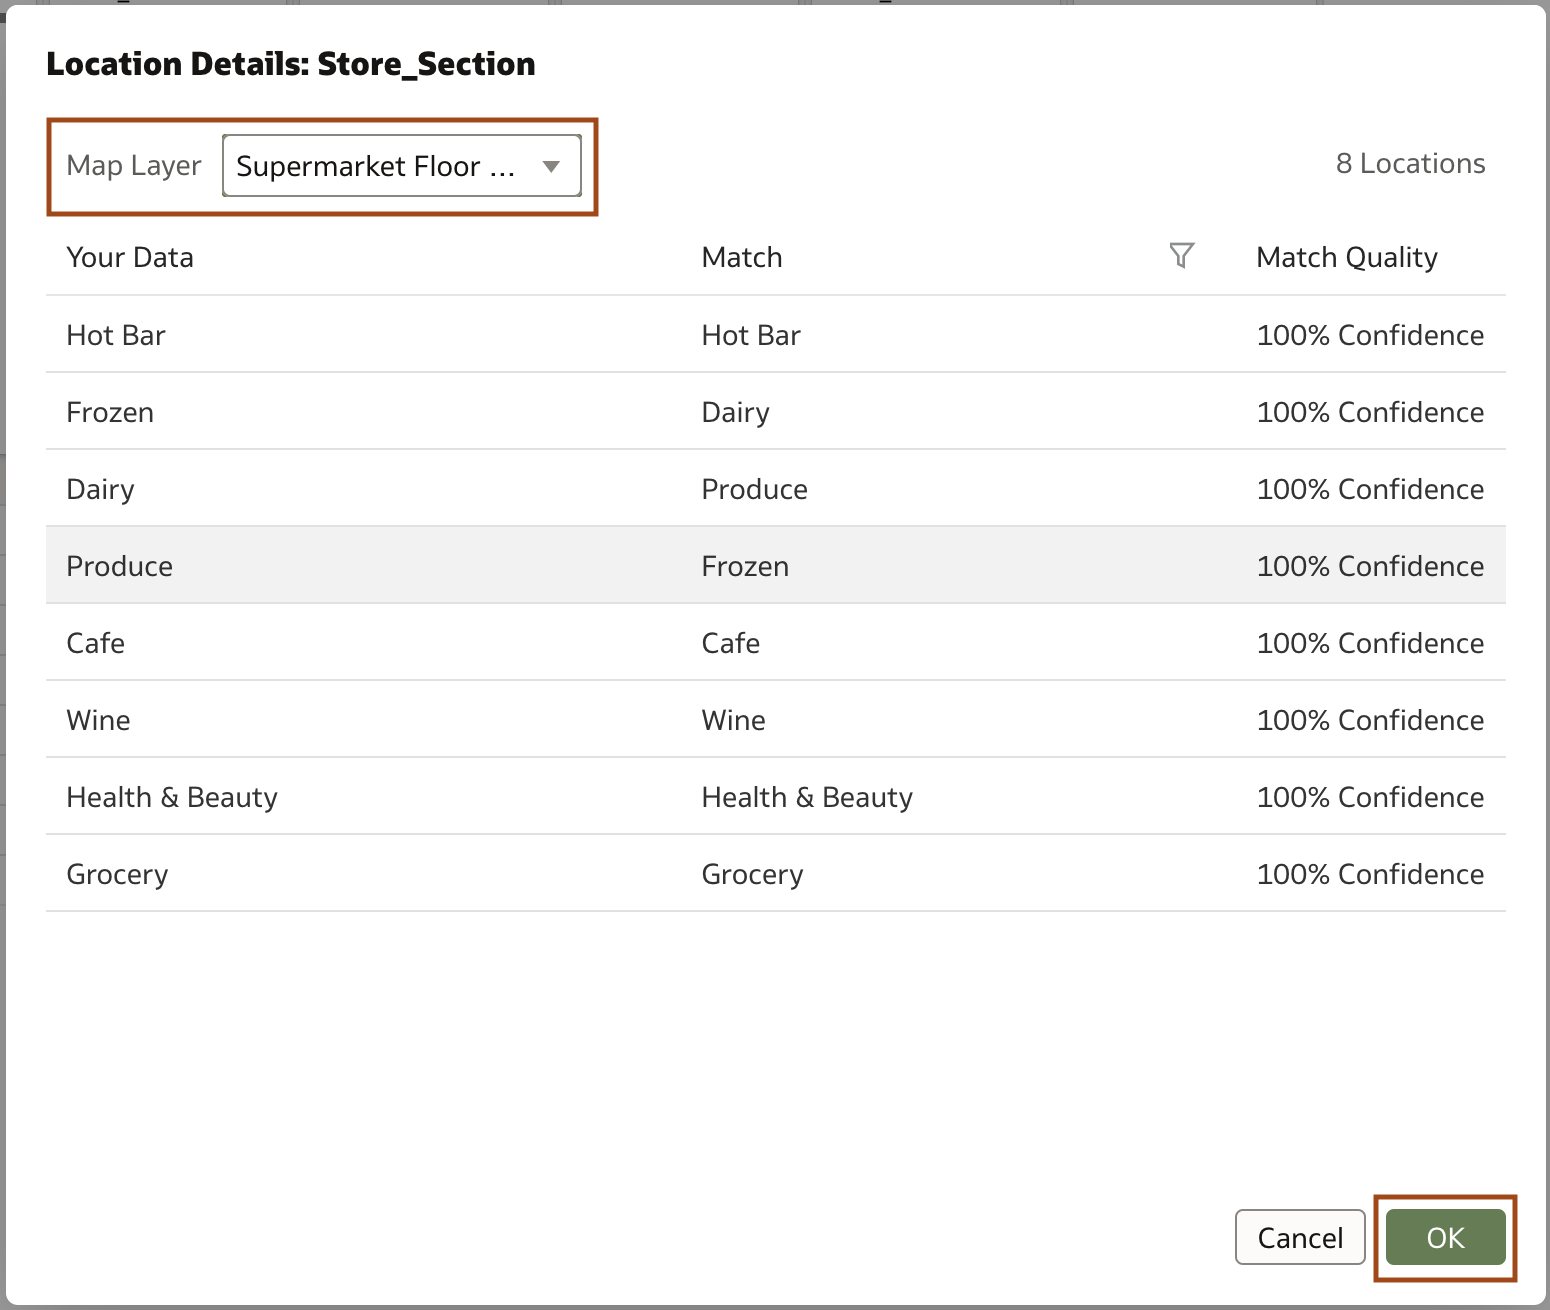 Location Details: Store_Section
Map Layer Supermarket Floor ... 8 Locations
Your Data Match Match Quality
Hot Bar Hot Bar 100% Confidence
Frozen Dairy 100% Confidence
Dairy Produce 100% Confidence
Produce Frozen 100% Confidence
Cafe Cafe 100% Confidence
Wine Wine 100% Confidence
Health & Beauty Health & Beauty 100% Confidence
Grocery Grocery 100% Confidence
Cancel OK